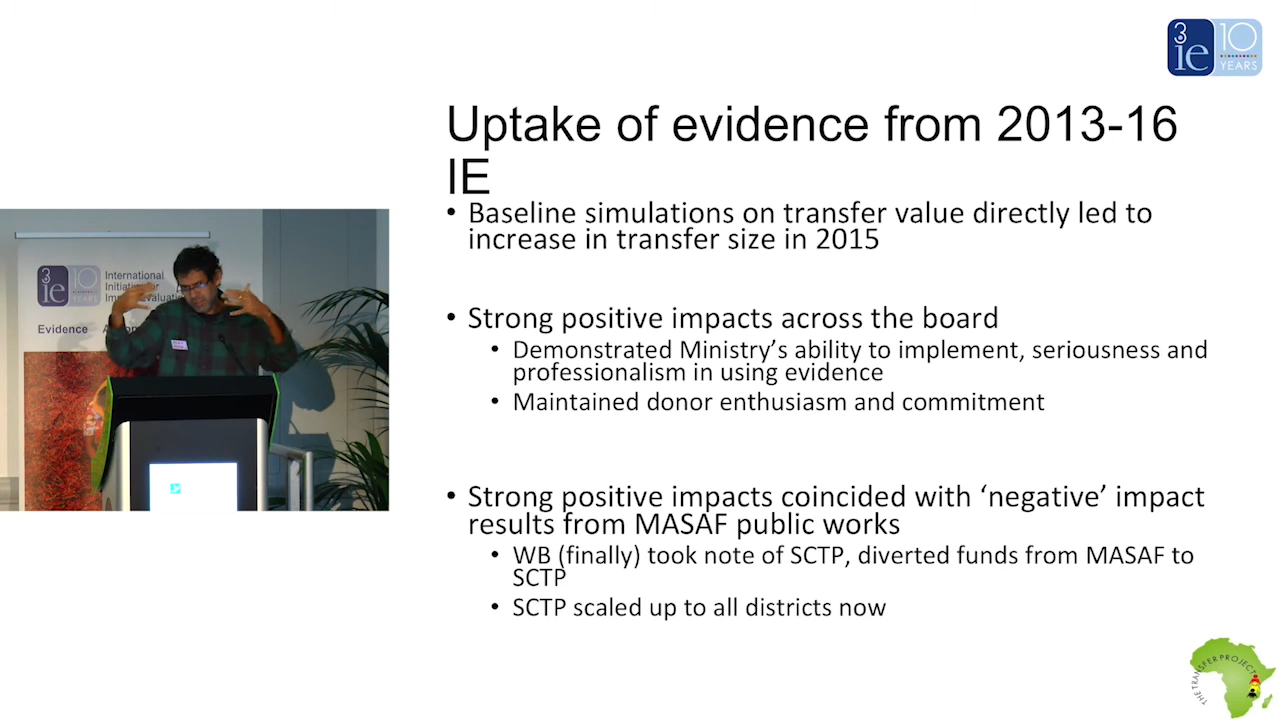 3
ie
10
YEARS
Uptake of evidence from 2013-16
IE
• Baseline simulations on transfer value directly led to
increase in transfer size in 2015
• Strong positive impacts across the board
• Demonstrated Ministry’s ability to implement, seriousness and
professionalism in using evidence
• Maintained donor enthusiasm and commitment
• Strong positive impacts coincided with ‘negative’ impact
results from MASAF public works
• WB (finally) took note of SCTP, diverted funds from MASAF to
SCTP
• SCTP scaled up to all districts now
3
ie
10
YEARS
International
Initiative for
Evidence
THE TRANSFER PROJECT